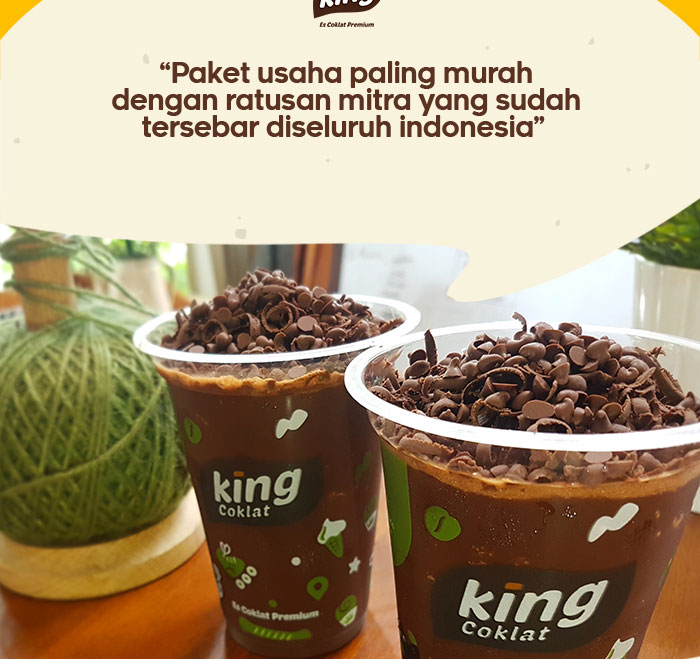 king
Es Coklat Premium
“Paket usaha paling murah
dengan ratusan mitra yang sudah
tersebar diseluruh indonesia”
king
Coklat
Es Coklat Premium
king
Coklat